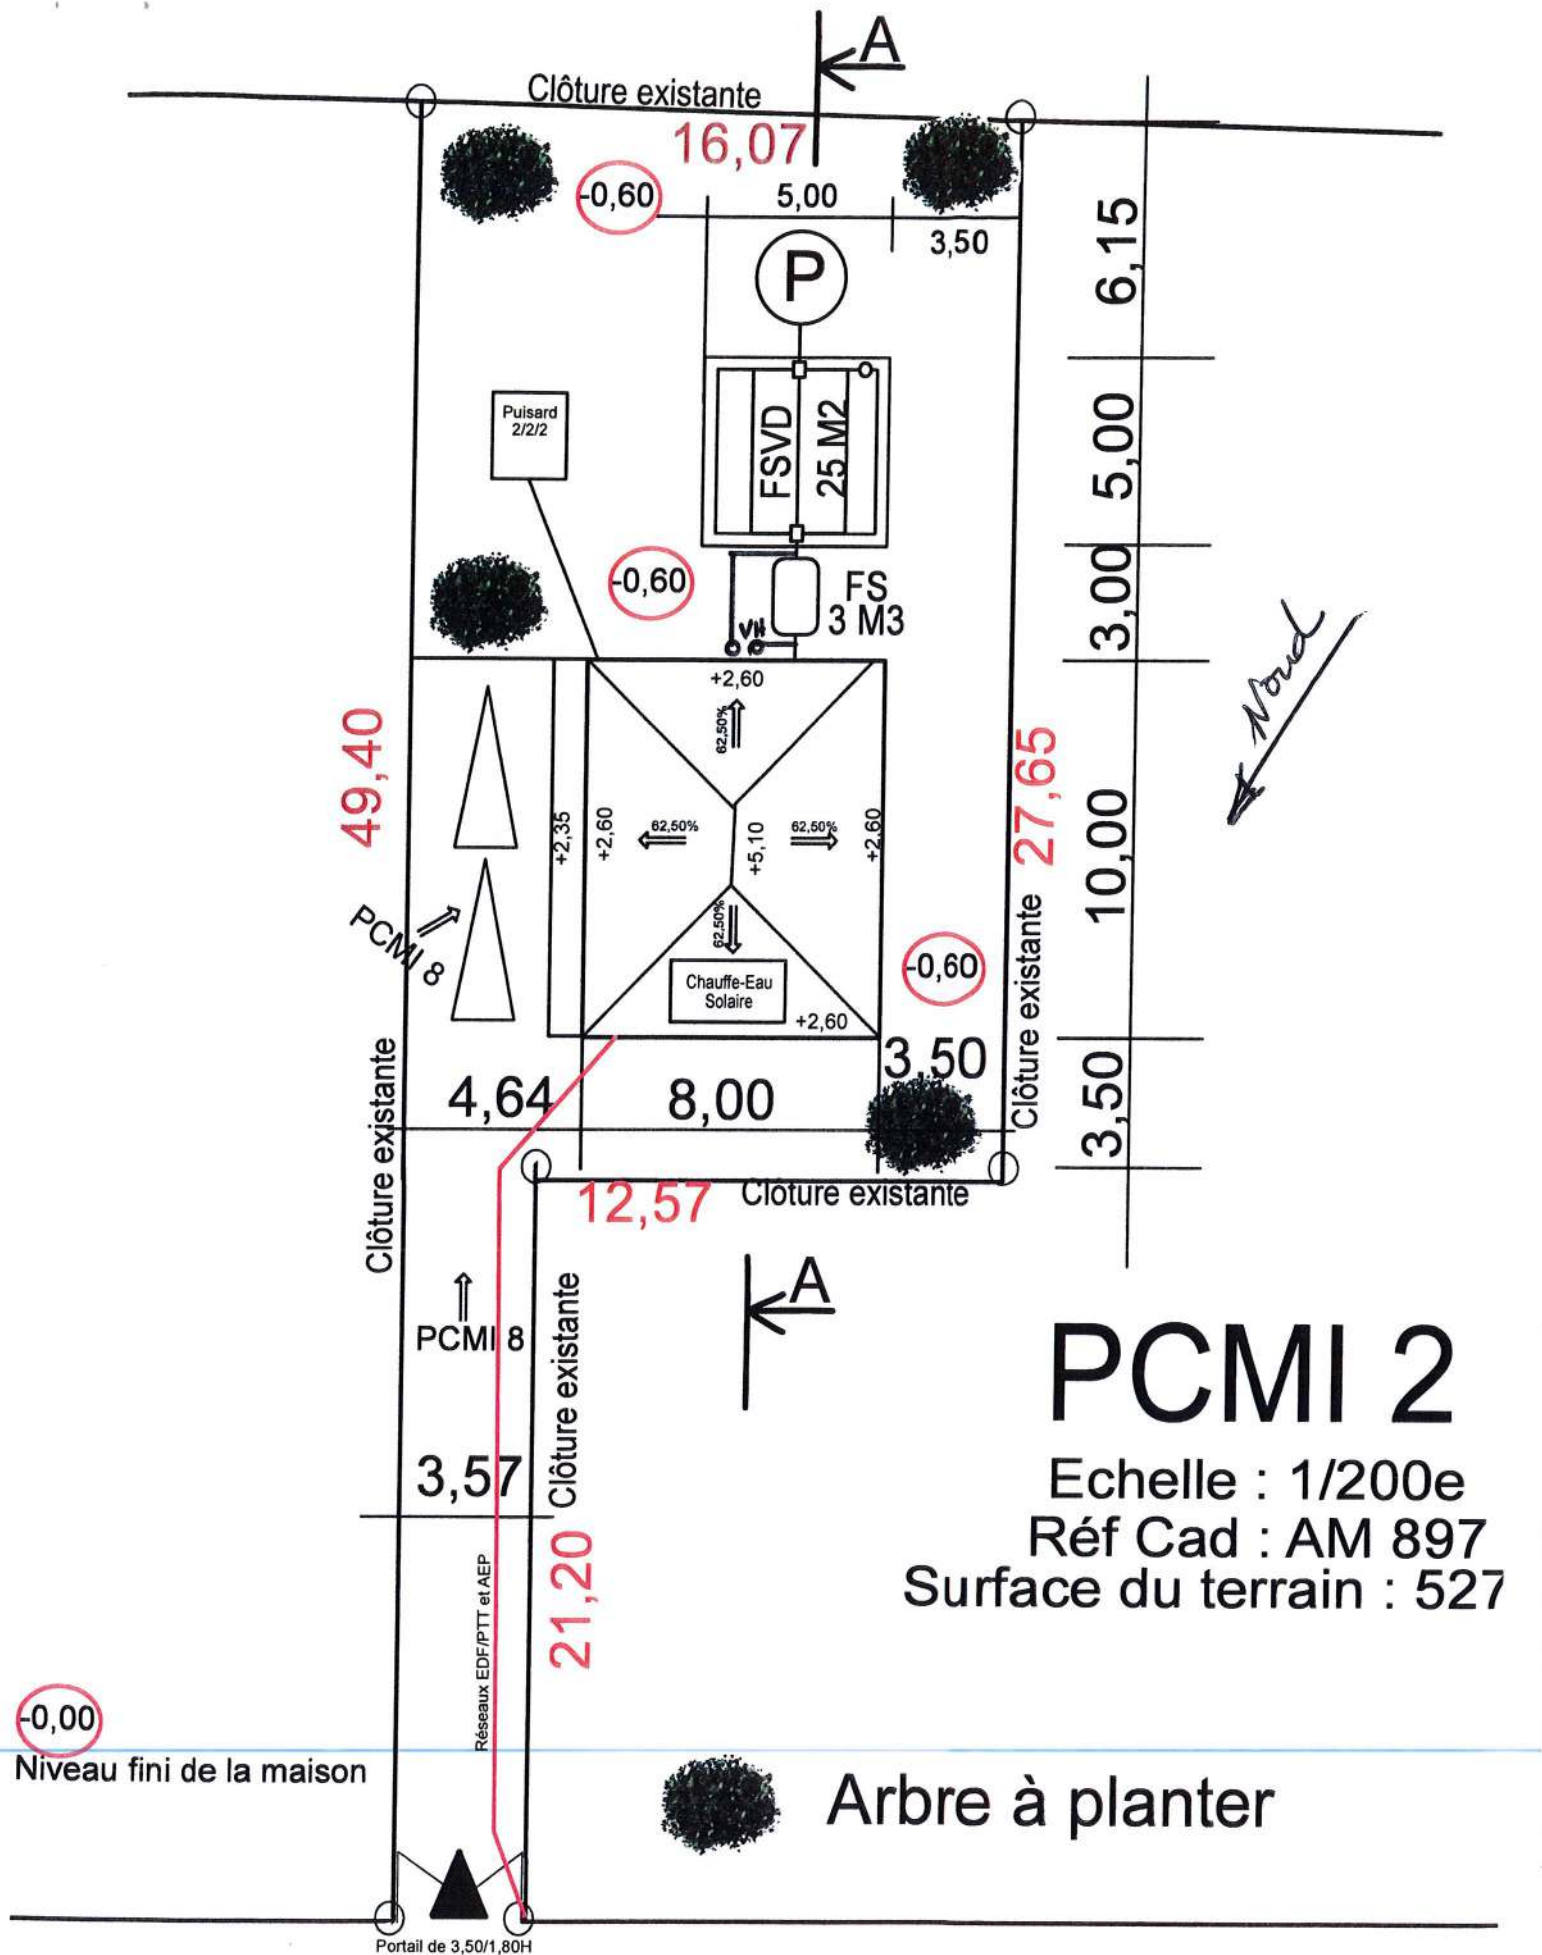 A
Clôture existante
16,07
-0,60
5,00
3,50
6,15
P
Puisard
2/2/2
FSVD
25 M2
5,00
-0,60
FS
3 M3
VH
3,00
Nord
+2,60
62,50%
49,40
+2,35
+2,60
62,50%
+5,10
62,50%
+2,60
27,65
10,00
PCMI 8
62,50%
Chauffe-Eau
Solaire
+2,60
-0,60
Clôture existante
3,50
4,64
8,00
3,50
Clôture existante
12,57
Clôture existante
A
PCMI 8
Clôture existante
3,57
21,20
Réseaux EDF/PTT et AEP
PCMI 2
Echelle : 1/200e
Réf Cad : AM 897
Surface du terrain : 527
-0,00
Niveau fini de la maison
Arbre à planter
Portail de 3,50/1,80H